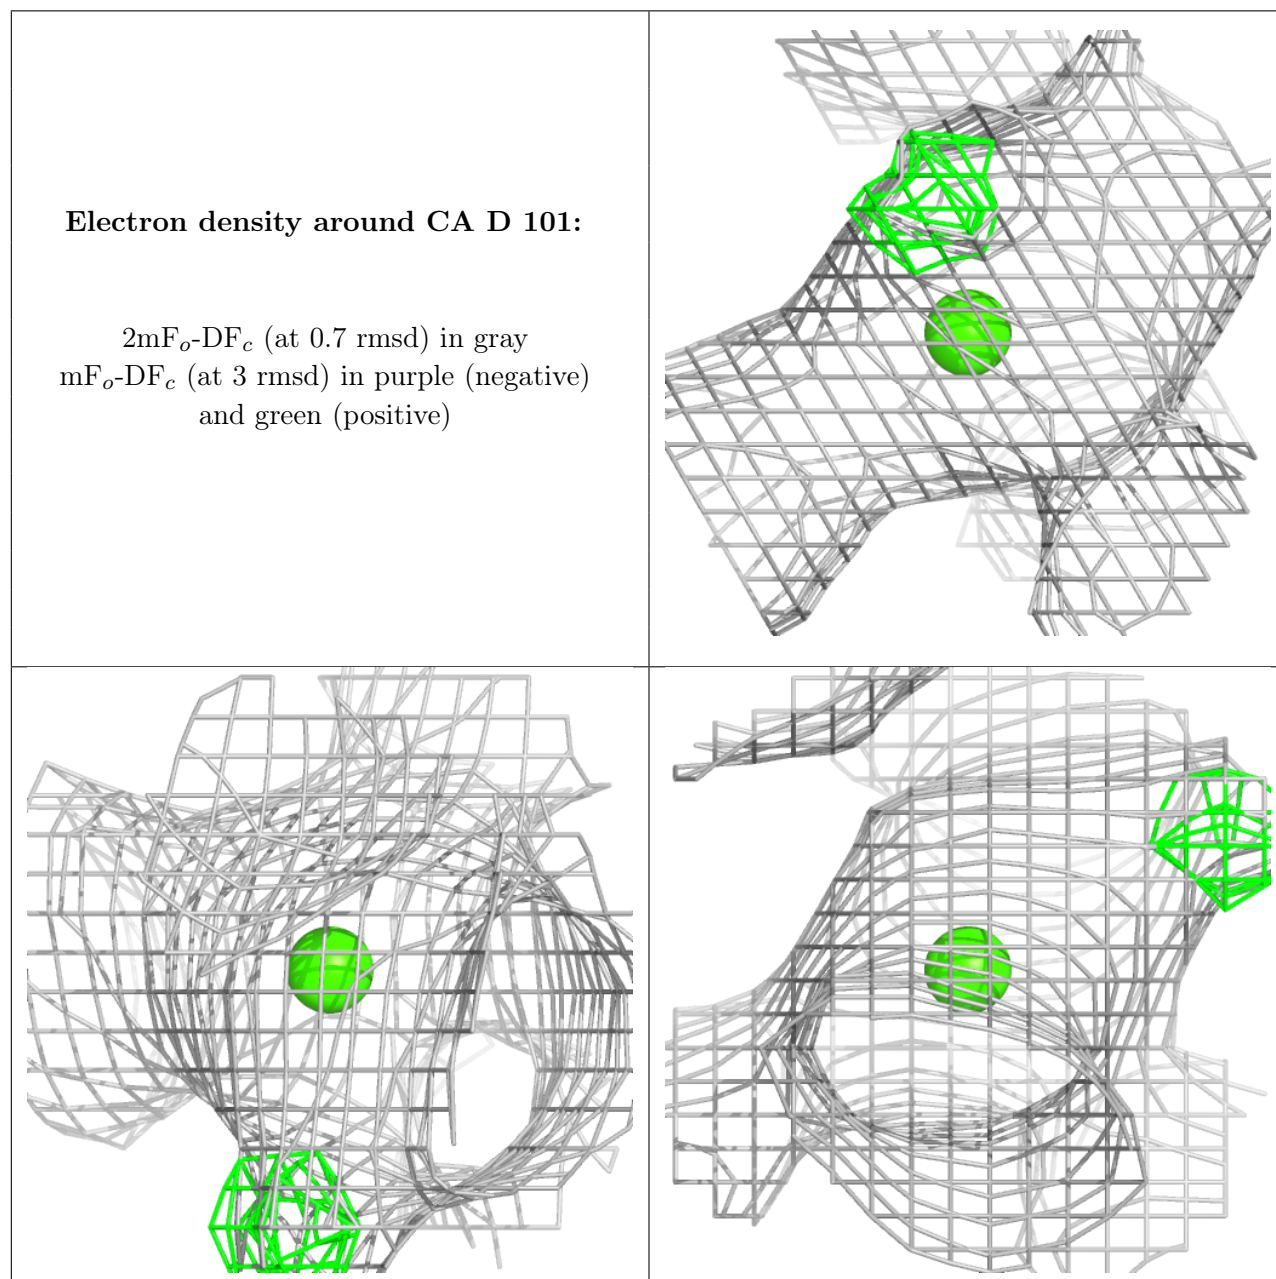 Electron density around CA D 101:
2mFo-DFc (at 0.7 rmsd) in gray
mFo-DFc (at 3 rmsd) in purple (negative)
and green (positive)